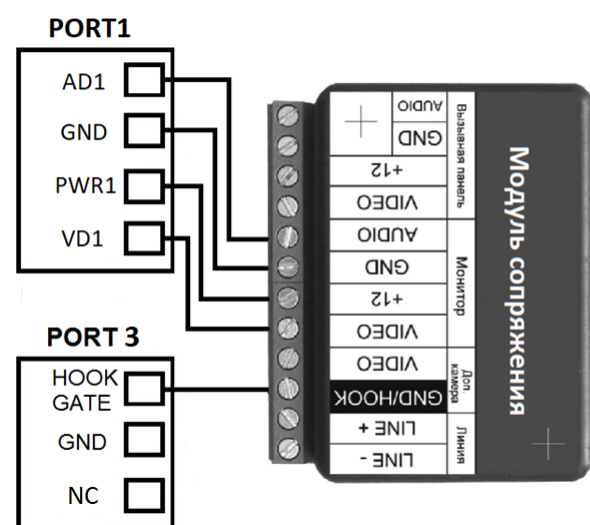 PORT1
AD1
GND
PWR1
VD1
PORT 3
HOOK
GATE
GND
NC
AUDIO
GND
+12
VIDEO
AUDIO
GND
+12
VIDEO
VIDEO
GND/HOOK
LINE +
LINE -
Вызывная панель
Монитор
Доп.
камера
Линия
Модуль сопряжения